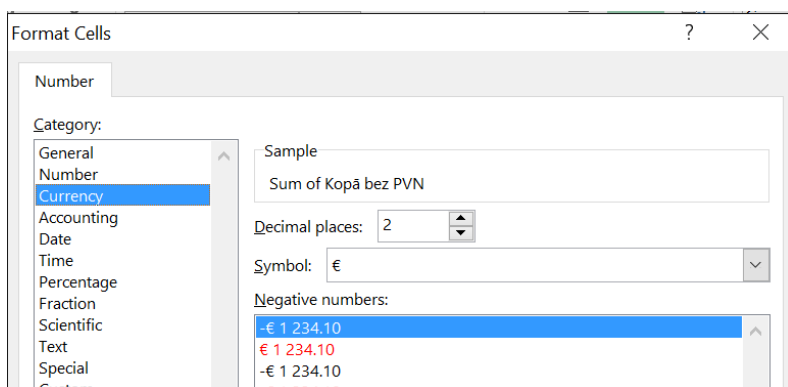 Format Cells
?
Number
Category:
General
Number
Currency
Accounting
Date
Time
Percentage
Fraction
Scientific
Text
Special
Sample
Sum of Kopā bez PVN
Decimal places: 2
Symbol: €
Negative numbers:
-€ 1 234.10
€ 1 234.10
-€ 1 234.10